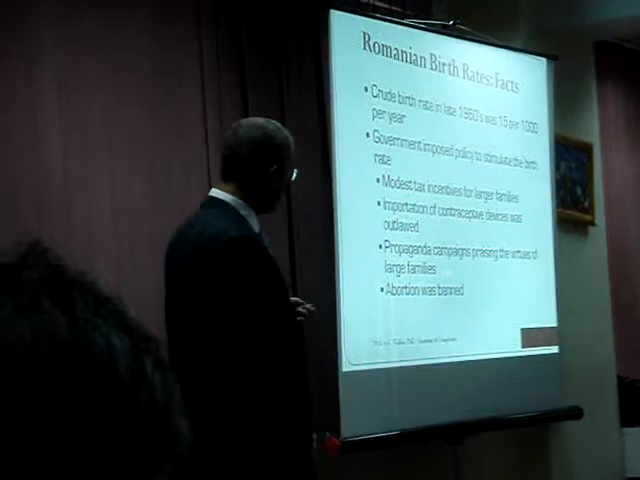 Romanian Birth Rates: Facts
• Crude birth rate in late 1960's was 15 per 1000
per year
• Government imposed policy to stimulate the birth
rate
• Modest tax incentives for larger families
• Importation of contraceptive devices was
outlawed
• Propaganda campaigns praising the virtues of
large families
• Abortion was banned